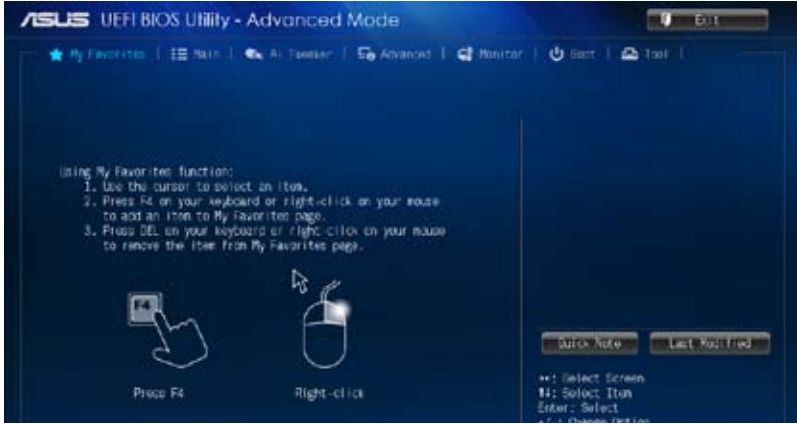 ASUS UEFI BIOS Utility - Advanced Mode
Exit
My Favorites | Main | Ai Tweaker | Advanced | Monitor | Boot | Tool |
Using My Favorites function:
1. Use the cursor to select an item.
2. Press F4 on your keyboard or right-click on your mouse
to add an item to My Favorites page.
3. Press DEL on your keyboard or right-click on your mouse
to remove the item from My Favorites page.
F4
Press F4
Right-click
Quick Note
Last Modified
→←: Select Screen
↑↓: Select Item
Enter: Select
+/-: Change Option